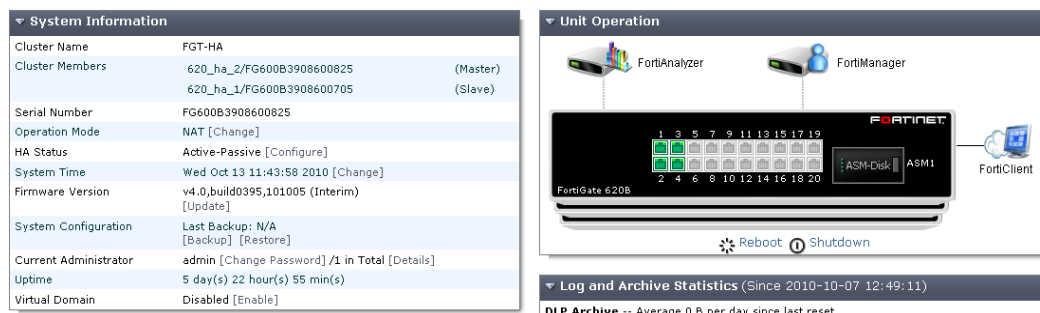 System Information
Cluster Name FGT-HA
Cluster Members 620_ha_2/FG600B3908600825 (Master)
620_ha_1/FG600B3908600705 (Slave)
Serial Number FG600B3908600825
Operation Mode NAT [Change]
HA Status Active-Passive [Configure]
System Time Wed Oct 13 11:43:58 2010 [Change]
Firmware Version v4.0,build0395,101005 (Interim)
[Update]
System Configuration Last Backup: N/A
[Backup] [Restore]
Current Administrator admin [Change Password] /1 in Total [Details]
Uptime 5 day(s) 22 hour(s) 55 min(s)
Virtual Domain Disabled [Enable]
Unit Operation
FortiAnalyzer FortiManager
FORTINET
1 3 5 7 9 11 13 15 17 19
ASM-Disk ASM1
2 4 6 8 10 12 14 16 18 20
FortiGate 620B
FortiClient
Reboot Shutdown
Log and Archive Statistics (Since 2010-10-07 12:49:11)
DLP Archive -- Average 0 B per day since last reset